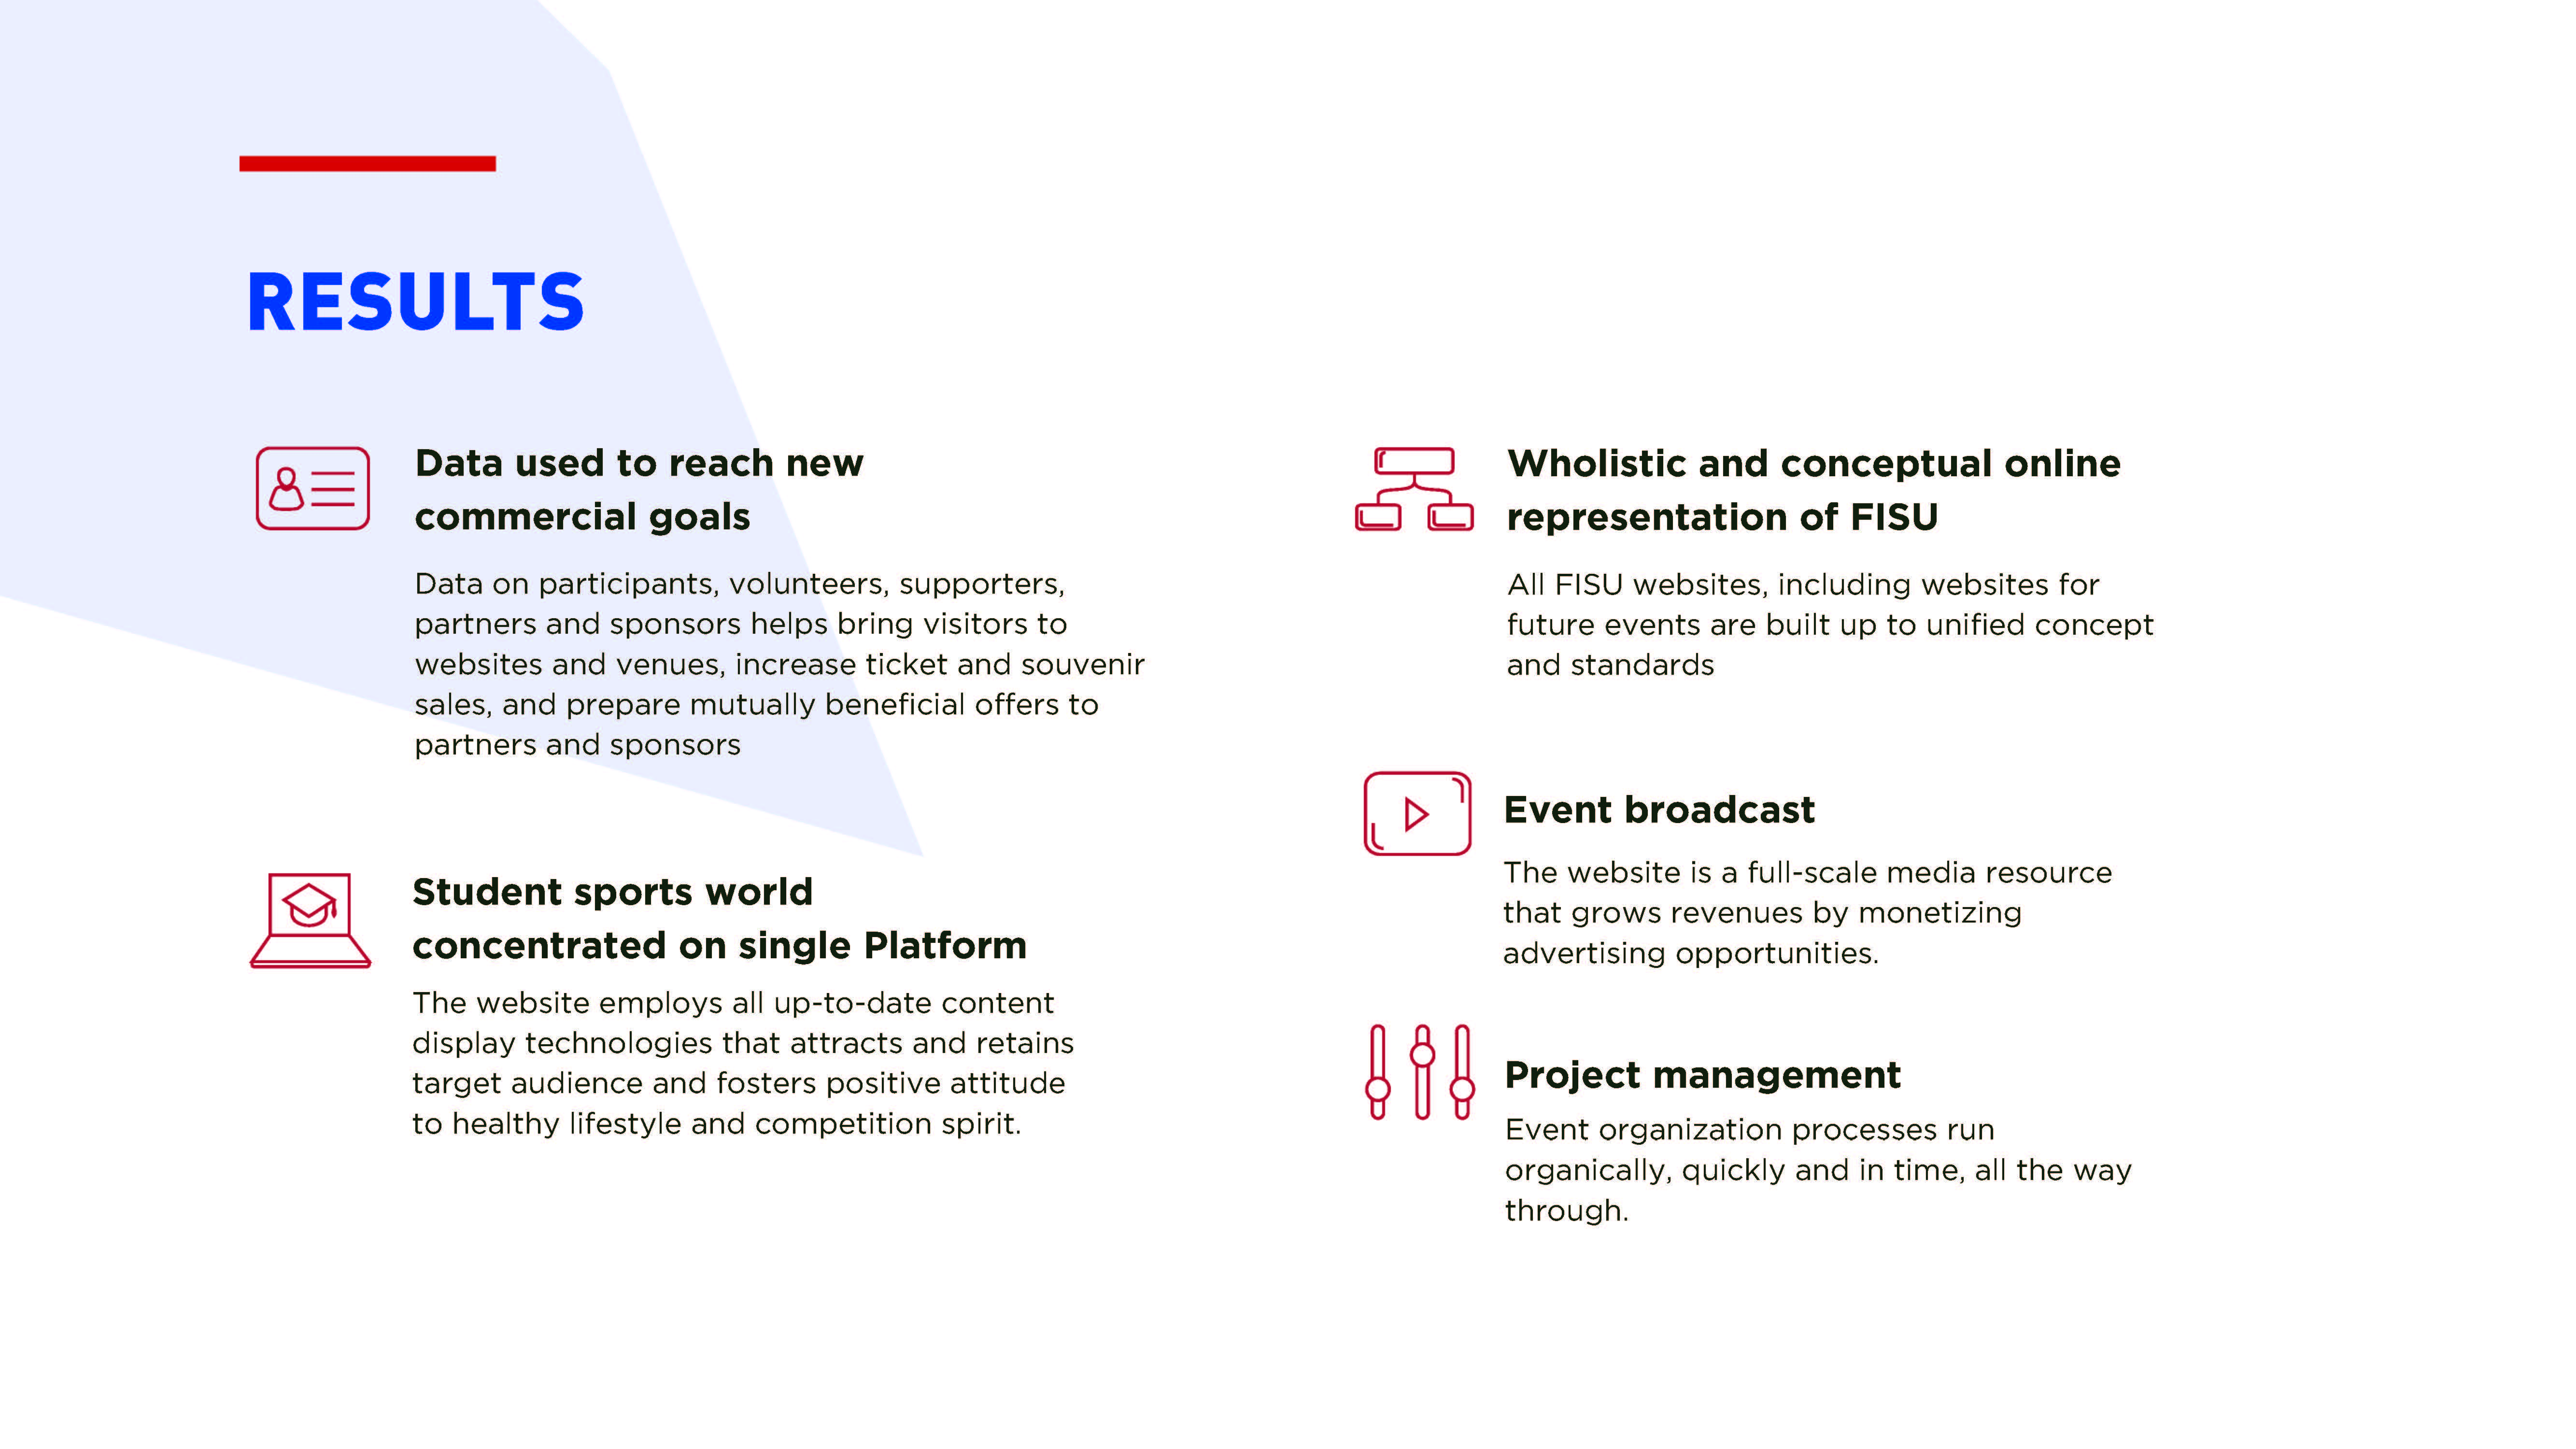 RESULTS
Data used to reach new
commercial goals
Data on participants, volunteers, supporters,
partners and sponsors helps bring visitors to
websites and venues, increase ticket and souvenir
sales, and prepare mutually beneficial offers to
partners and sponsors
Student sports world
concentrated on single Platform
The website employs all up-to-date content
display technologies that attracts and retains
target audience and fosters positive attitude
to healthy lifestyle and competition spirit.
Wholistic and conceptual online
representation of FISU
All FISU websites, including websites for
future events are built up to unified concept
and standards
Event broadcast
The website is a full-scale media resource
that grows revenues by monetizing
advertising opportunities.
Project management
Event organization processes run
organically, quickly and in time, all the way
through.